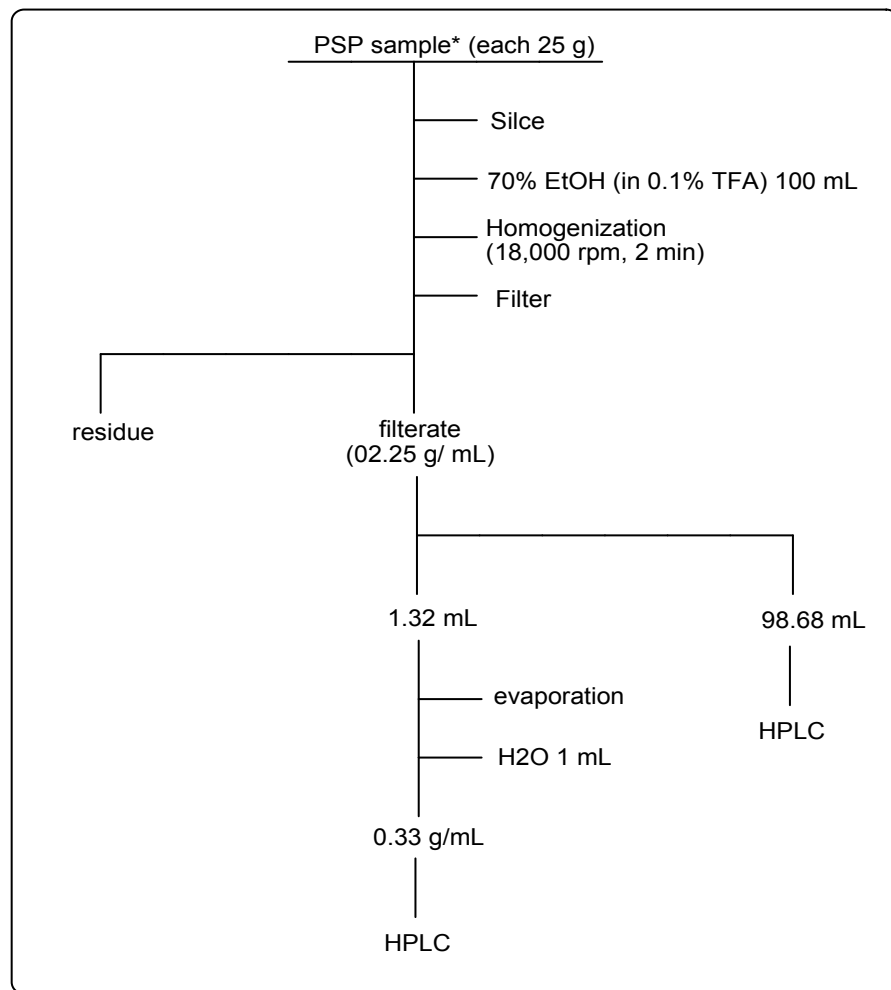 PSP sample* (each 25 g)
Silce
70% EtOH (in 0.1% TFA) 100 mL
Homogenization
(18,000 rpm, 2 min)
Filter
residue
filterate
(02.25 g/ mL)
1.32 mL
98.68 mL
evaporation
HPLC
H2O 1 mL
0.33 g/mL
HPLC